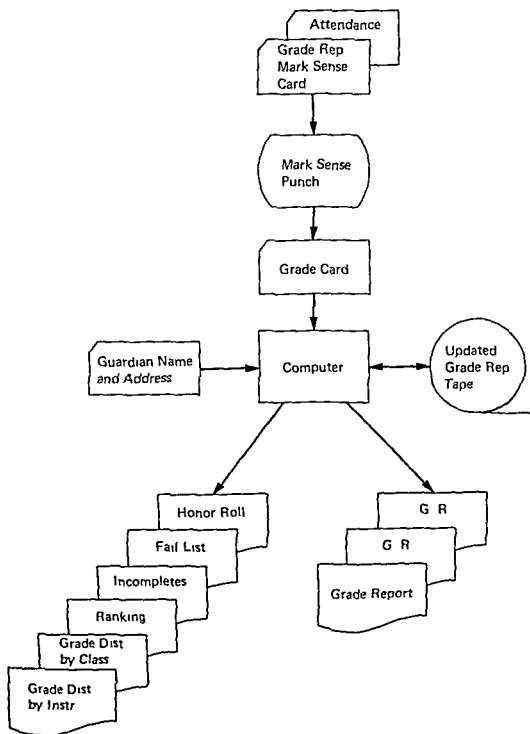 Attendance
Grade Rep
Mark Sense
Card
Mark Sense
Punch
Grade Card
Guardian Name
and Address
Computer
Updated
Grade Rep
Tape
Honor Roll
Fail List
Incompletes
Ranking
Grade Dist
by Class
Grade Dist
by Instr
G R
G R
Grade Report